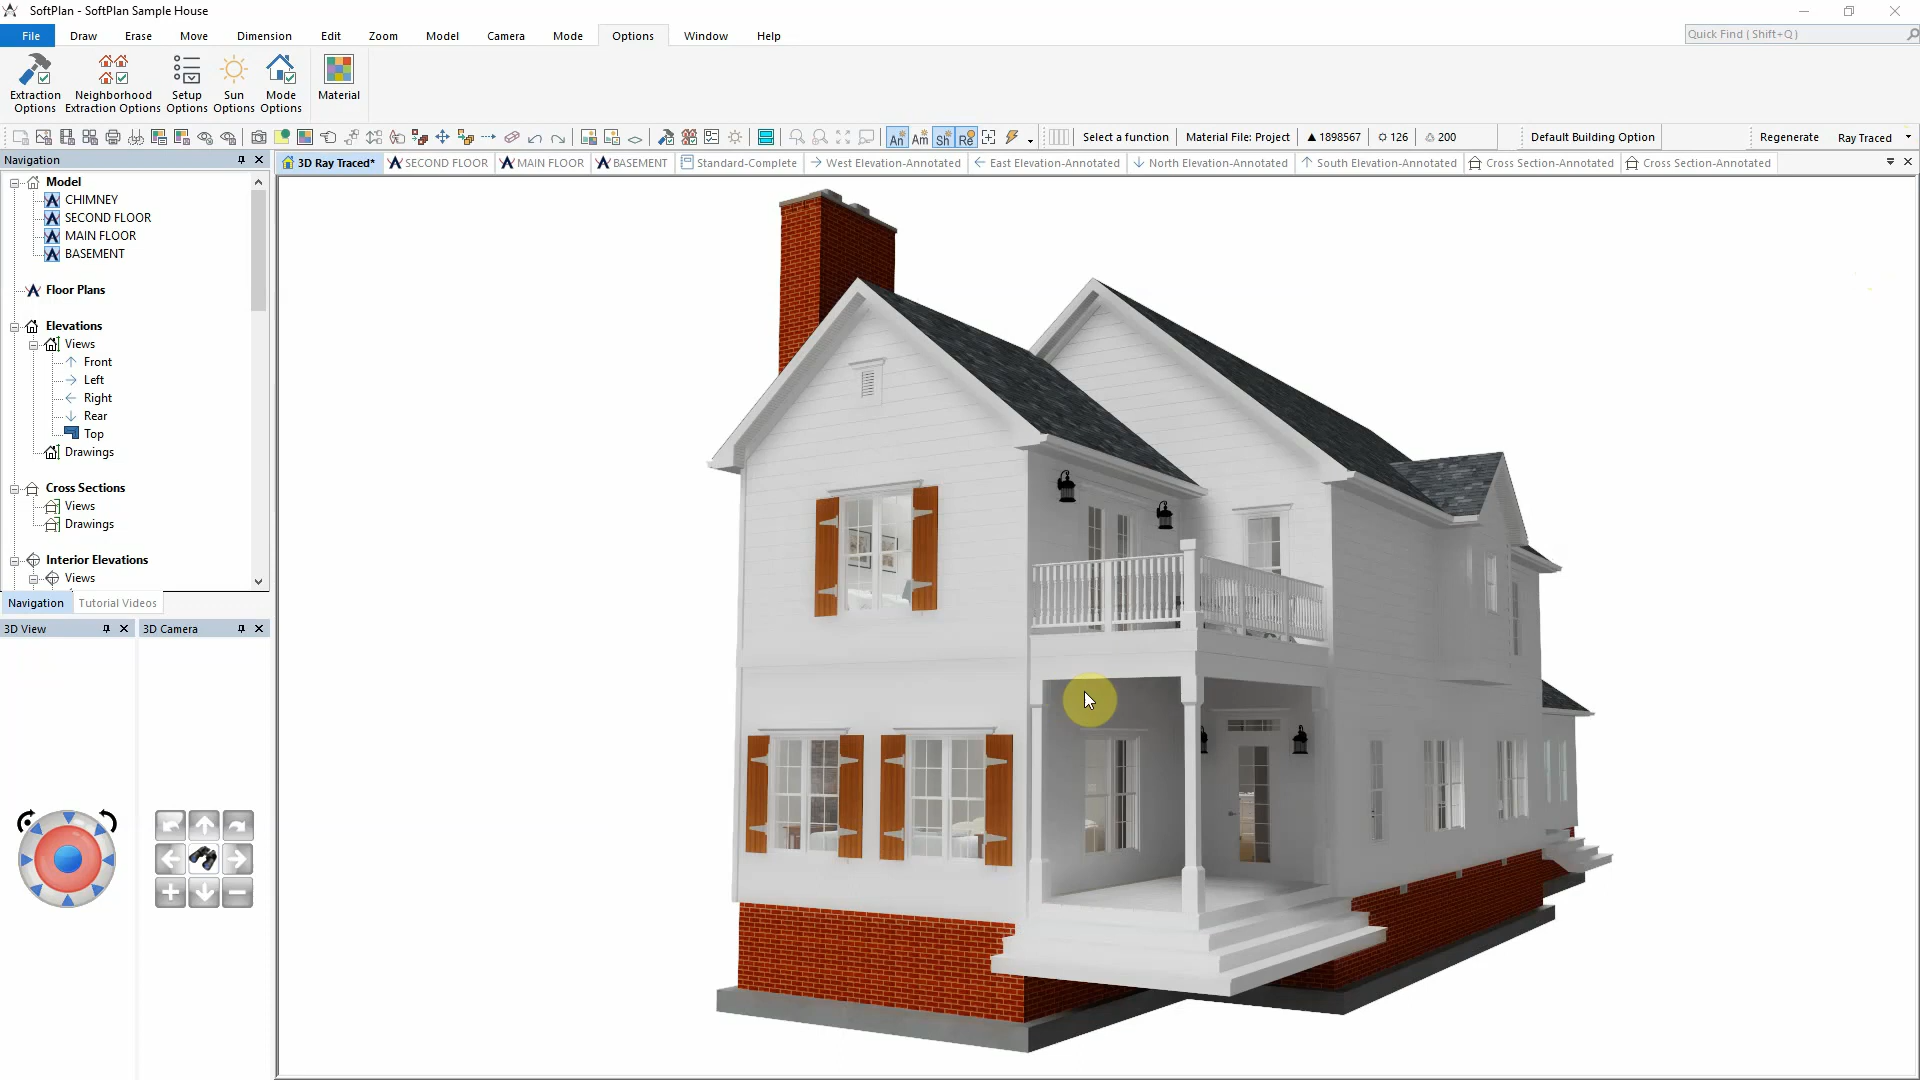 SoftPlan - SoftPlan Sample House
File Draw Erase Move Dimension Edit Zoom Model Camera Mode Options Window Help
Quick Find ( Shift+Q )
Extraction Options
Neighborhood Extraction Options
Setup Options
Sun Options
Mode Options
Material
An Am Sh Re
Select a function
Material File: Project
1898567
126
200
Default Building Option
Regenerate
Ray Traced
Navigation
3D Ray Traced* SECOND FLOOR MAIN FLOOR BASEMENT Standard-Complete West Elevation-Annotated East Elevation-Annotated North Elevation-Annotated South Elevation-Annotated Cross Section-Annotated Cross Section-Annotated
Model
CHIMNEY
SECOND FLOOR
MAIN FLOOR
BASEMENT
Floor Plans
Elevations
Views
Front
Left
Right
Rear
Top
Drawings
Cross Sections
Views
Drawings
Interior Elevations
Views
Navigation Tutorial Videos
3D View 3D Camera